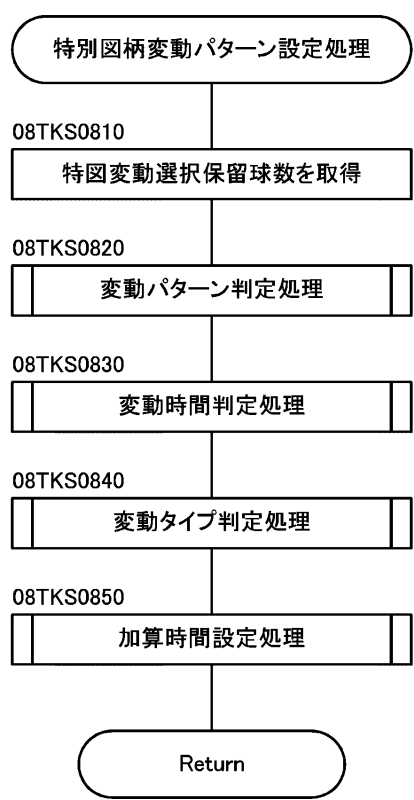 特別図柄変動パターン設定処理
08TKS0810
特図変動選択保留球数を取得
08TKS0820
変動パターン判定処理
08TKS0830
変動時間判定処理
08TKS0840
変動タイプ判定処理
08TKS0850
加算時間設定処理
Return